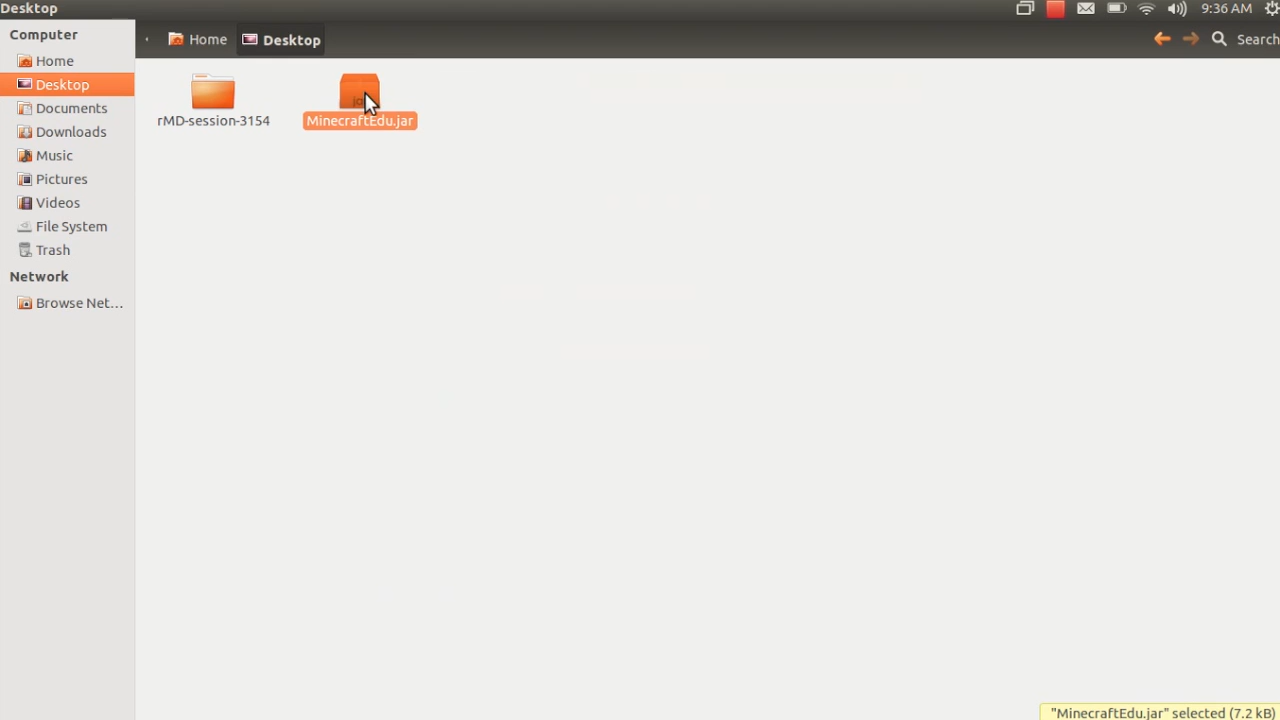 Desktop
9:36 AM
Computer
Home
Desktop
Documents
Downloads
Music
Pictures
Videos
File System
Trash
Network
Browse Net...
Home
Desktop
Search
rMD-session-3154
MinecraftEdu.jar
"MinecraftEdu.jar" selected (7.2 kB)